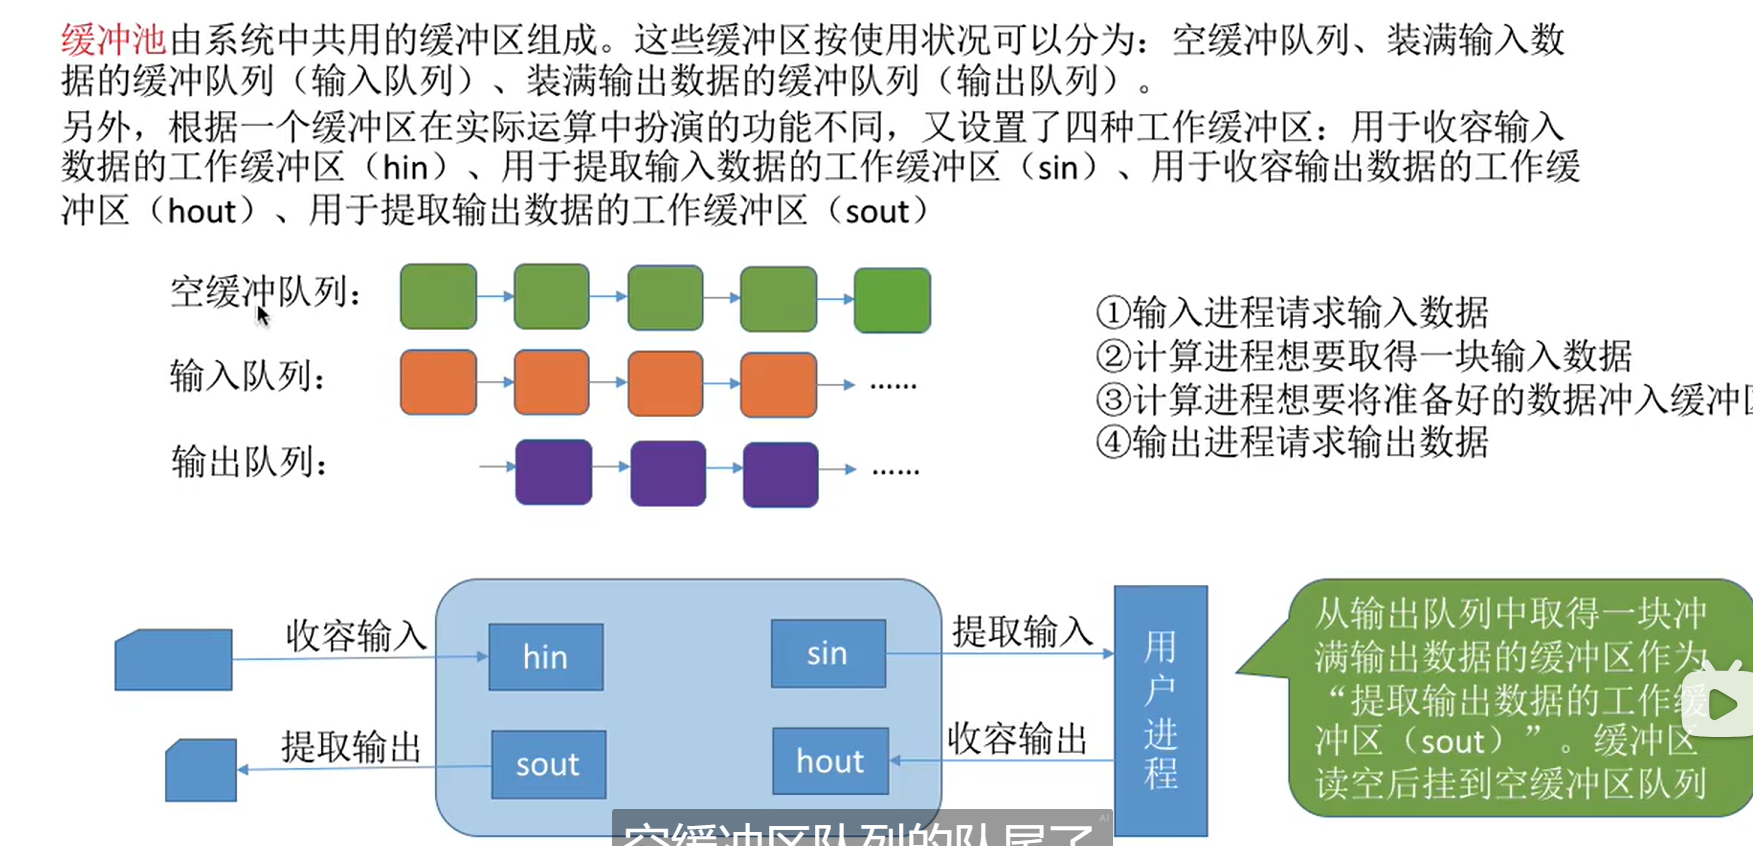 缓冲池由系统中共用的缓冲区组成。这些缓冲区按使用状况可以分为：空缓冲队列、装满输入数
据的缓冲队列（输入队列）、装满输出数据的缓冲队列（输出队列）。
另外，根据一个缓冲区在实际运算中扮演的功能不同，又设置了四种工作缓冲区：用于收容输入
数据的工作缓冲区（hin）、用于提取输入数据的工作缓冲区（sin）、用于收容输出数据的工作缓
冲区（hout）、用于提取输出数据的工作缓冲区（sout）
空缓冲队列：
输入队列：
……
输出队列：
……
①输入进程请求输入数据
②计算进程想要取得一块输入数据
③计算进程想要将准备好的数据冲入缓冲区
④输出进程请求输出数据
收容输入
hin
sin
提取输入
提取输出
sout
hout
收容输出
用户进程
从输出队列中取得一块冲
满输出数据的缓冲区作为
“提取输出数据的工作缓
冲区（sout）”。缓冲区
读空后挂到空缓冲区队列
空缓冲区队列的队尾了
AI